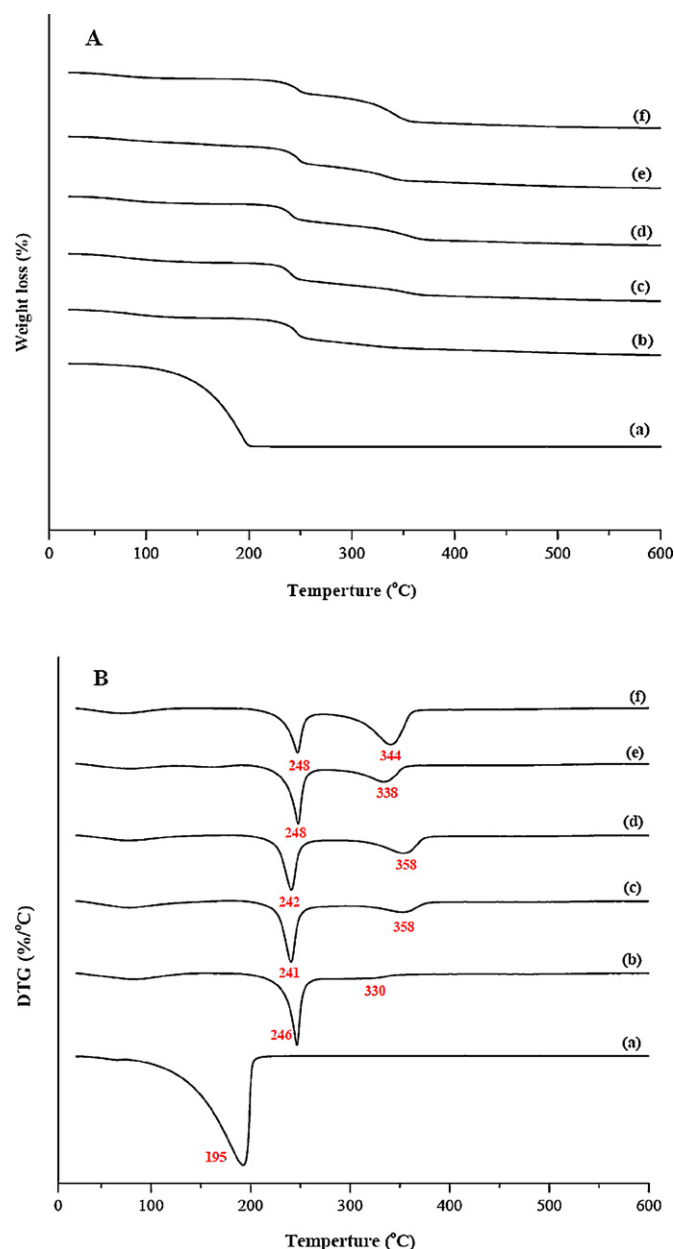 A
(f)
(e)
(d)
(c)
(b)
(a)
Weight loss (%)
0 100 200 300 400 500 600
Temperture (°C)
B
(f)
248 344
(e)
338
248
(d)
358
242
(c)
358
241
(b)
330
246
(a)
195
DTG (%/°C)
0 100 200 300 400 500 600
Temperture (°C)